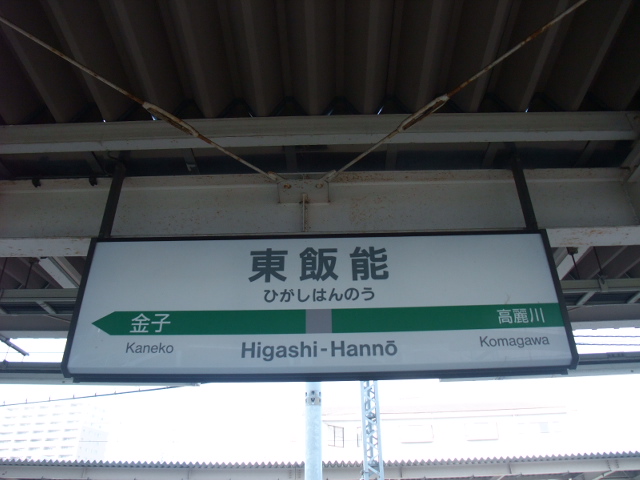 東飯能
ひがしはんのう
金子
高麗川
Kaneko
Higashi-Hannō
Komagawa